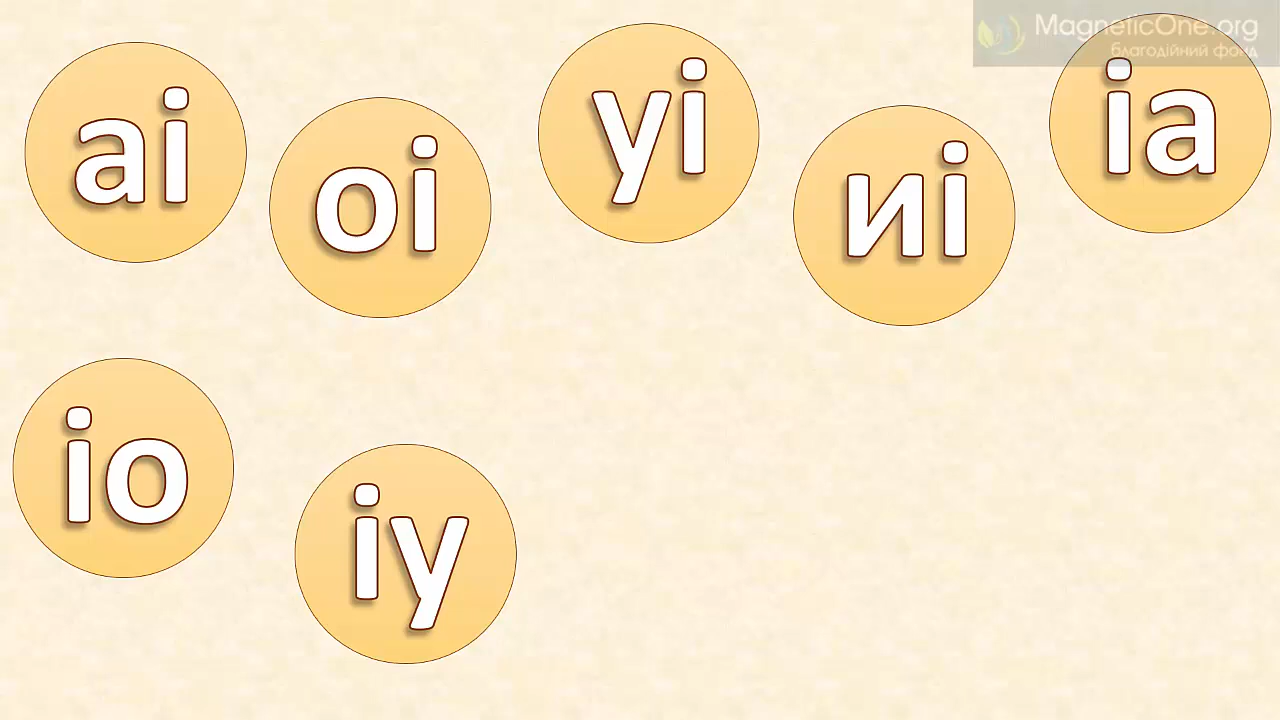 аі
оі
уі
иі
іа
іо
іу
MagneticOne.org
благодійний фонд